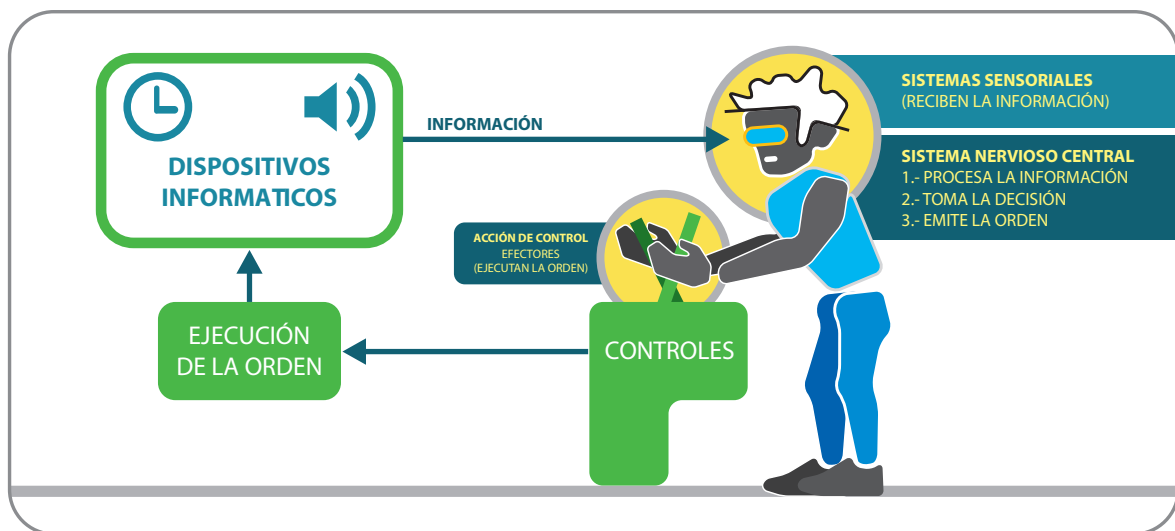 DISPOSITIVOS
INFORMATICOS
INFORMACIÓN
SISTEMAS SENSORIALES
(RECIBEN LA INFORMACIÓN)
SISTEMA NERVIOSO CENTRAL
1.- PROCESA LA INFORMACIÓN
2.- TOMA LA DECISIÓN
3.- EMITE LA ORDEN
ACCIÓN DE CONTROL
EFECTORES
(EJECUTAN LA ORDEN)
CONTROLES
EJECUCIÓN
DE LA ORDEN